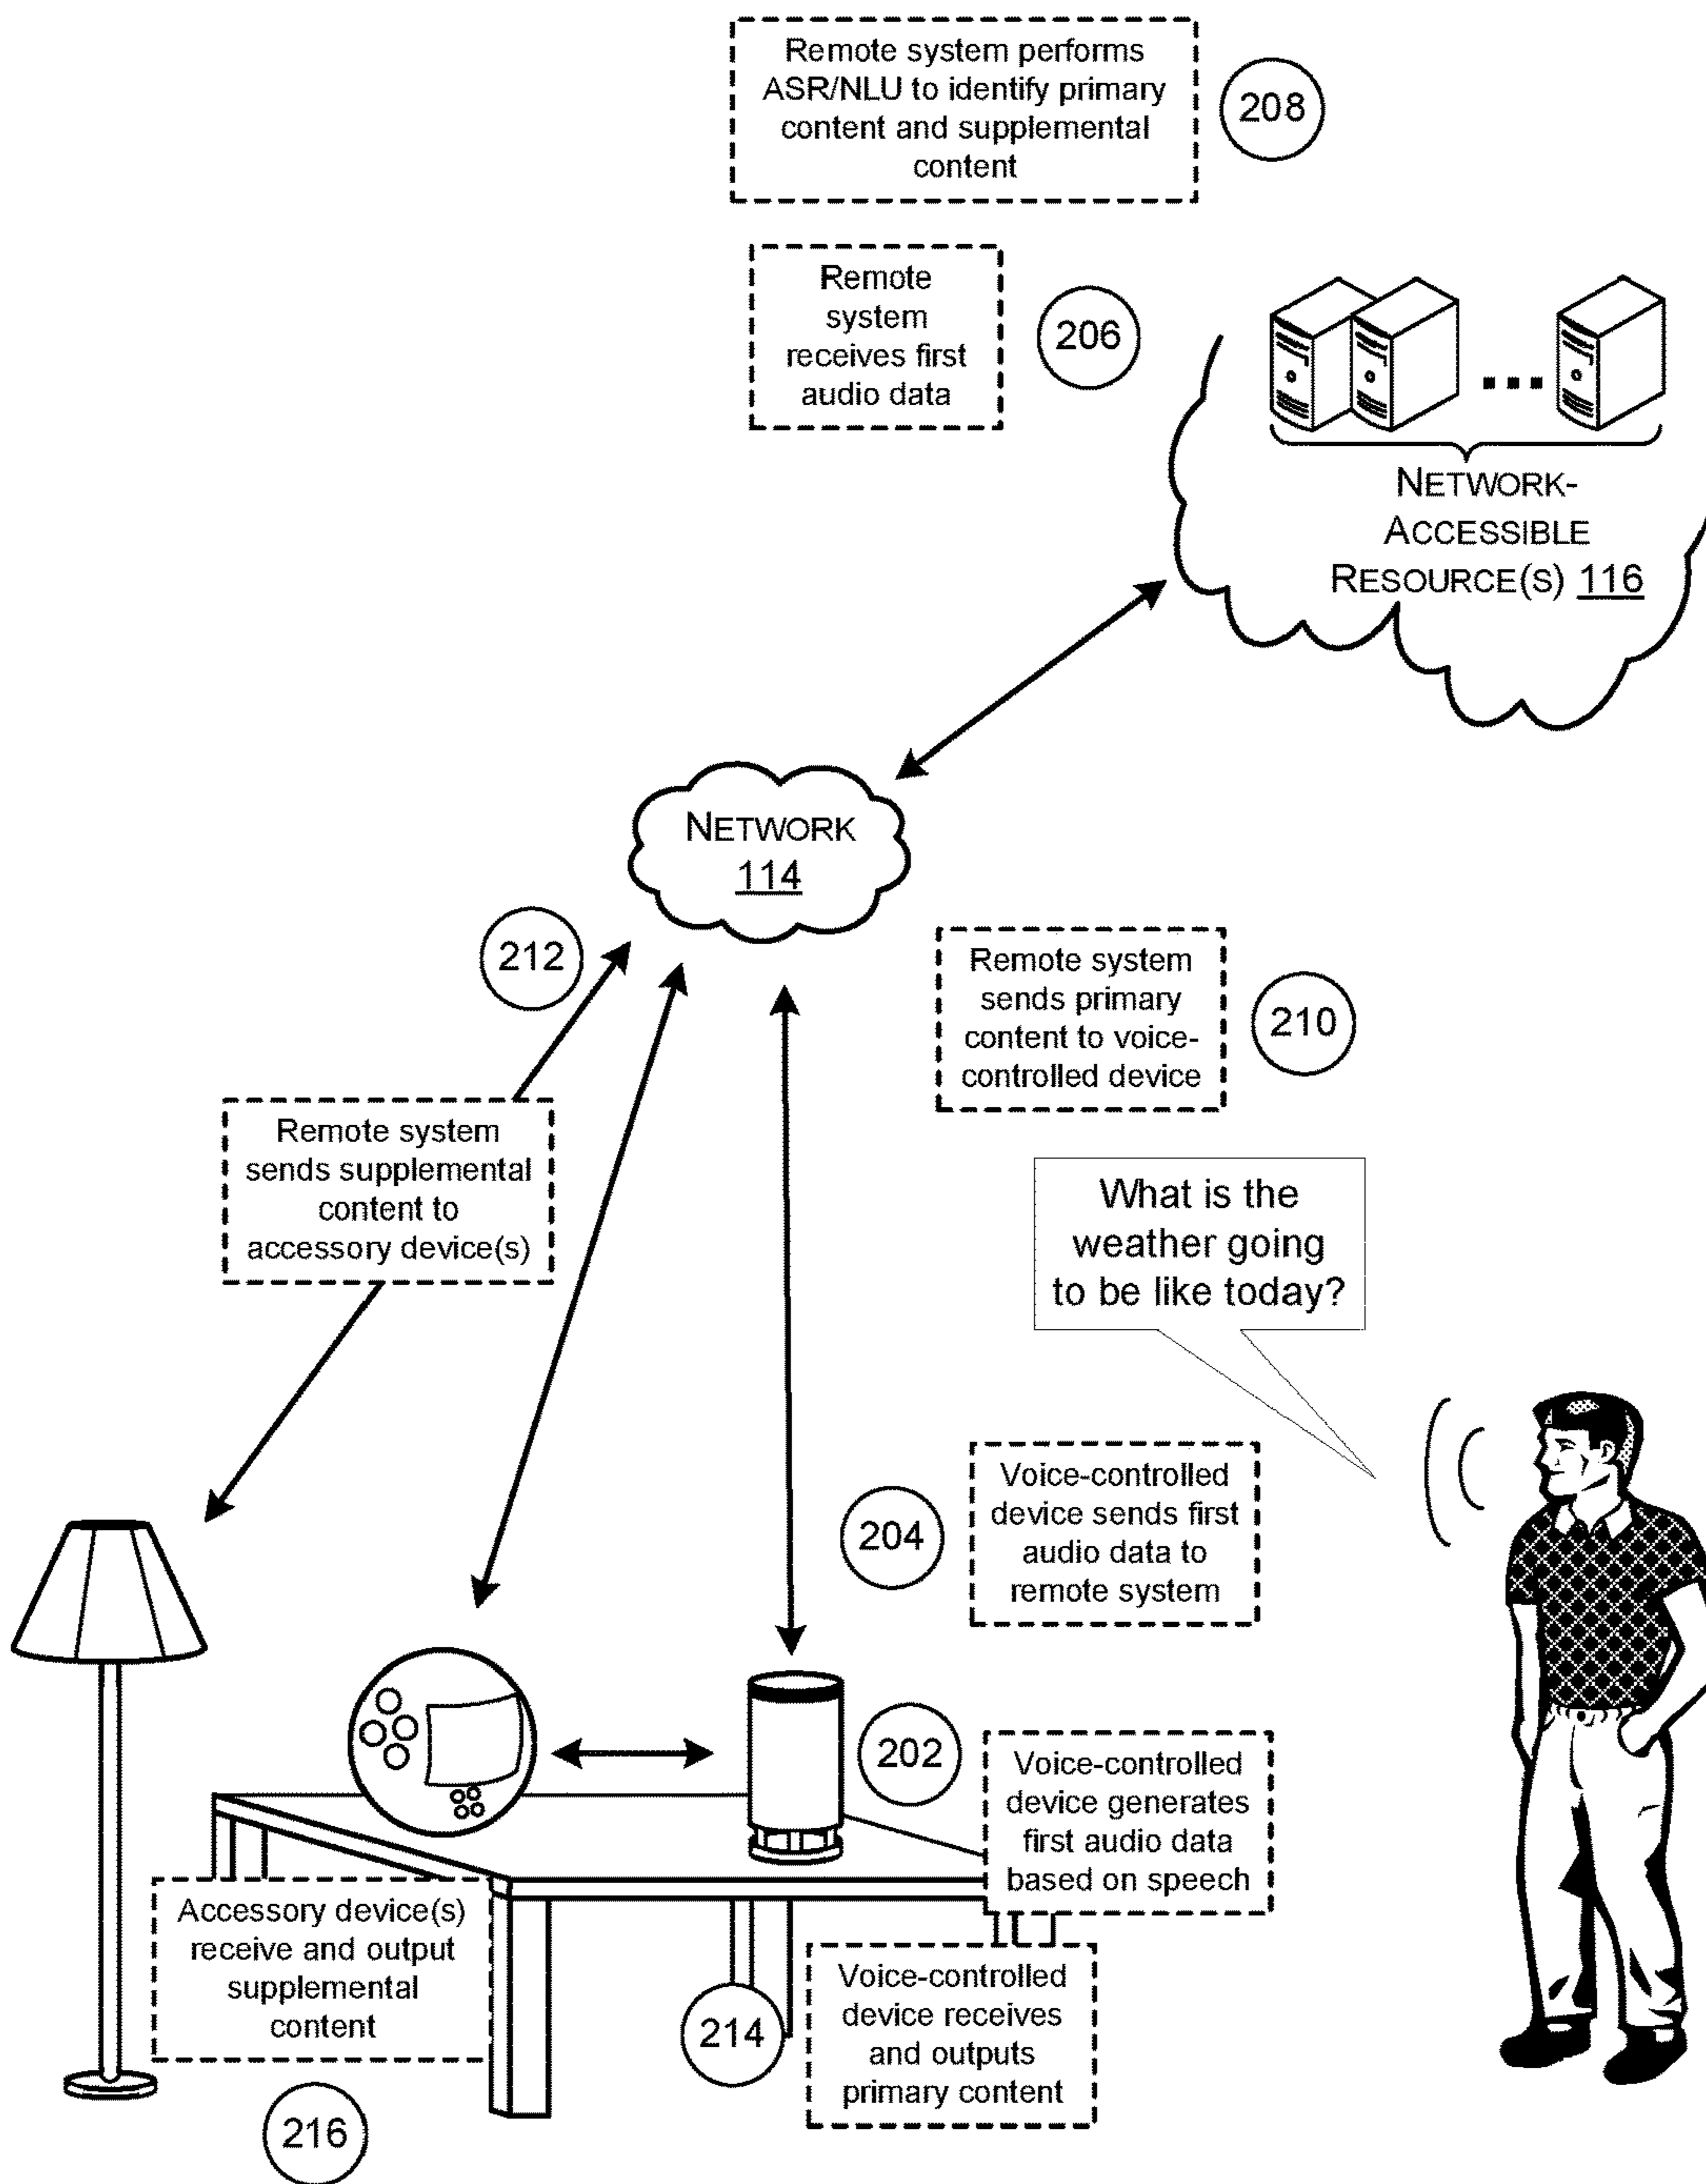 Remote system performs
ASR/NLU to identify primary
content and supplemental
content
208
Remote
system
receives first
audio data
206
NETWORK-
ACCESSIBLE
RESOURCE(S) 116
NETWORK
114
212
Remote system
sends primary
content to voice-
controlled device
210
Remote system
sends supplemental
content to
accessory device(s)
What is the
weather going
to be like today?
204
Voice-controlled
device sends first
audio data to
remote system
202
Voice-controlled
device generates
first audio data
based on speech
Accessory device(s)
receive and output
supplemental
content
214
Voice-controlled
device receives
and outputs
primary content
216